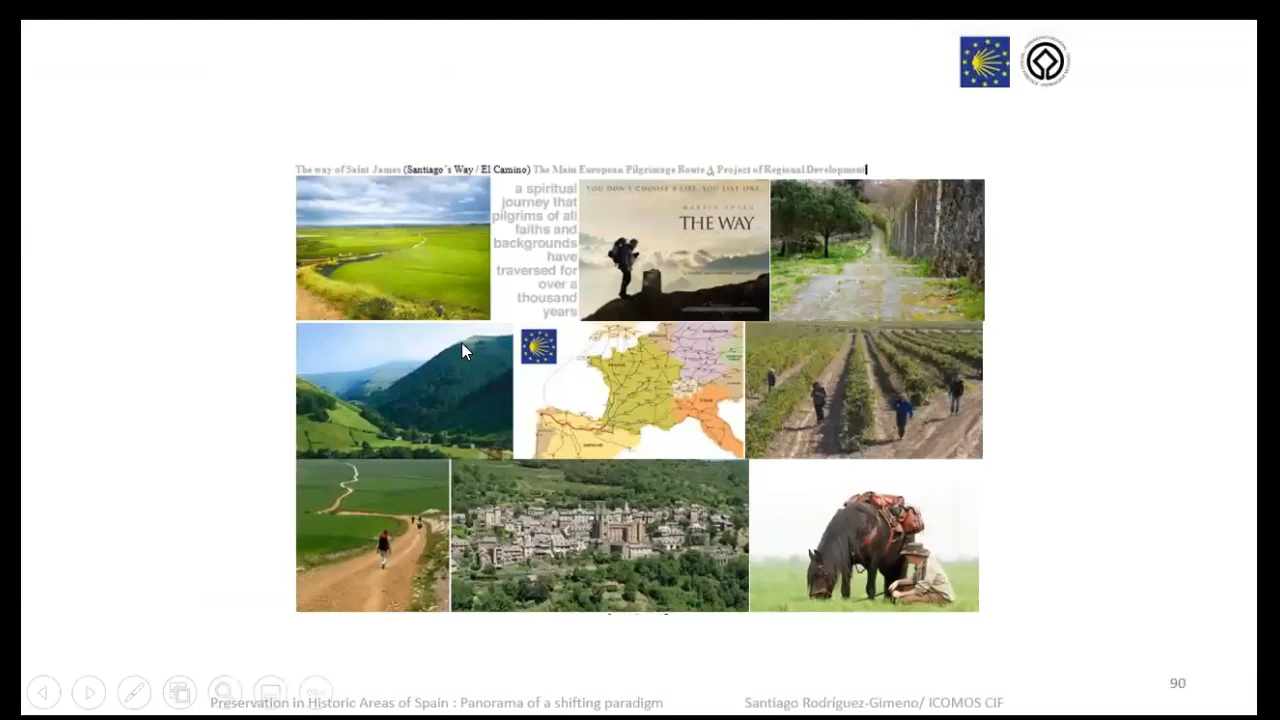 The way of Saint James (Santiago´s Way / El Camino) The Main European Pilgrimage Route & Project of Regional Development
a spiritual
journey that
pilgrims of all
faiths and
backgrounds
have
traversed for
over a
thousand
years
YOU DON'T CHOOSE A LIFE. YOU LIVE ONE.
MARTIN SHEEN
THE WAY
FRANCE
ESPAGNE
90
Preservation in Historic Areas of Spain : Panorama of a shifting paradigm
Santiago Rodríguez-Gimeno/ ICOMOS CIF